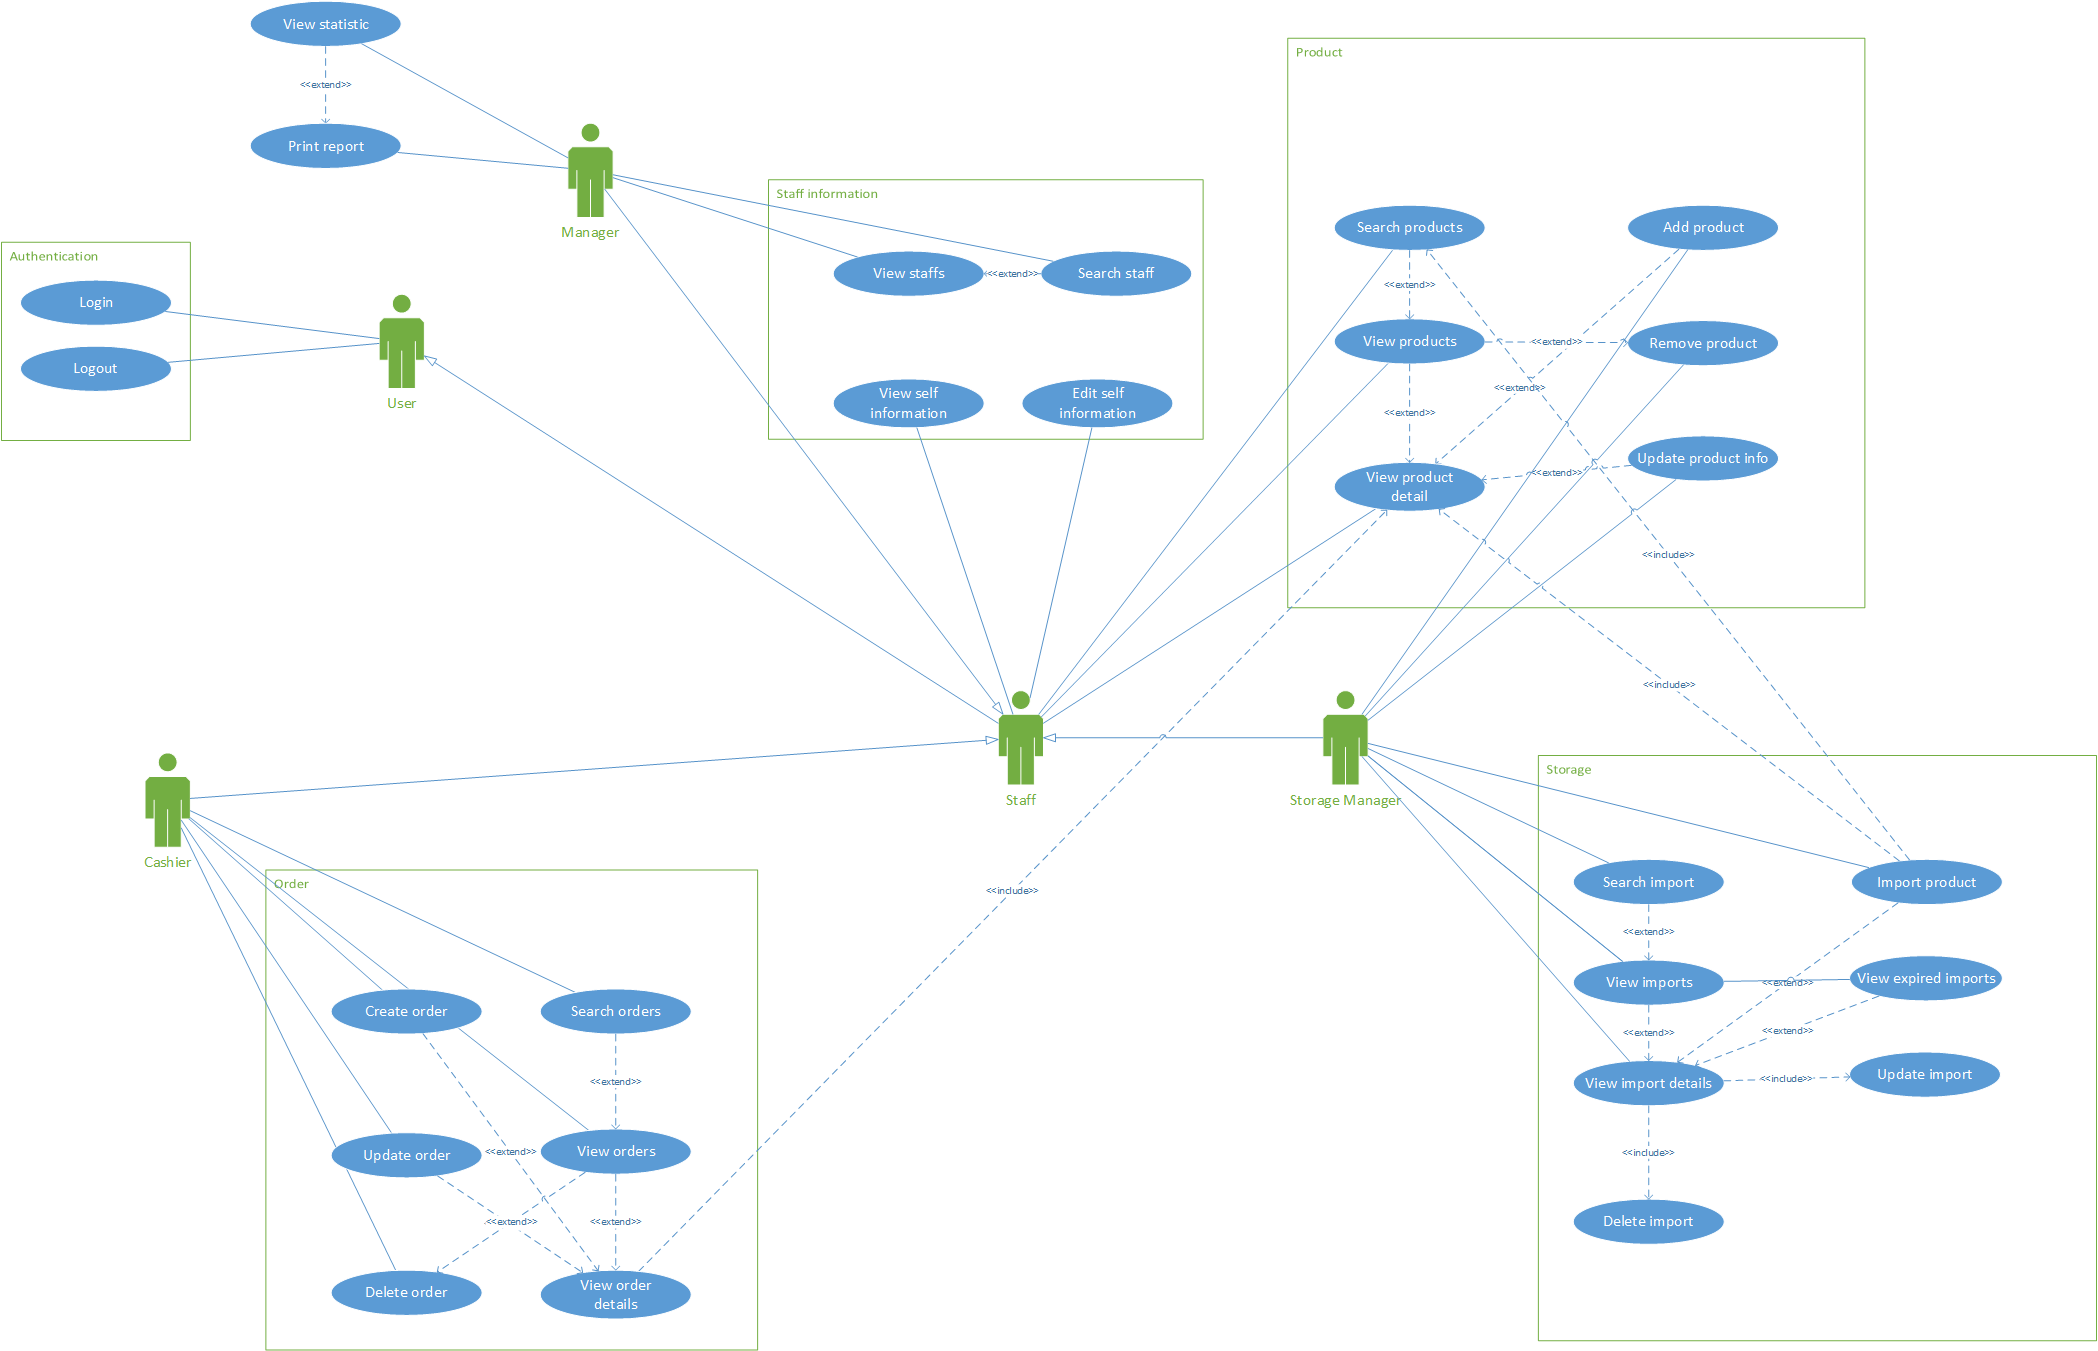 View statistic
<<extend>>
Print report
Manager
Authentication
Login
Logout
User
Staff information
View staffs
<<extend>>
Search staff
View self
information
Edit self
information
Product
Search products
Add product
<<extend>>
View products
<<extend>>
Remove product
<<extend>>
<<extend>>
View product
detail
<<extend>>
Update product info
<<include>>
<<include>>
Staff
Storage Manager
Cashier
<<include>>
Order
Create order
Search orders
<<extend>>
Update order
<<extend>>
View orders
<<extend>>
<<extend>>
Delete order
View order
details
Storage
Search import
Import product
<<extend>>
View imports
<<extend>>
View expired imports
<<extend>>
<<extend>>
View import details
<<include>>
Update import
<<include>>
Delete import